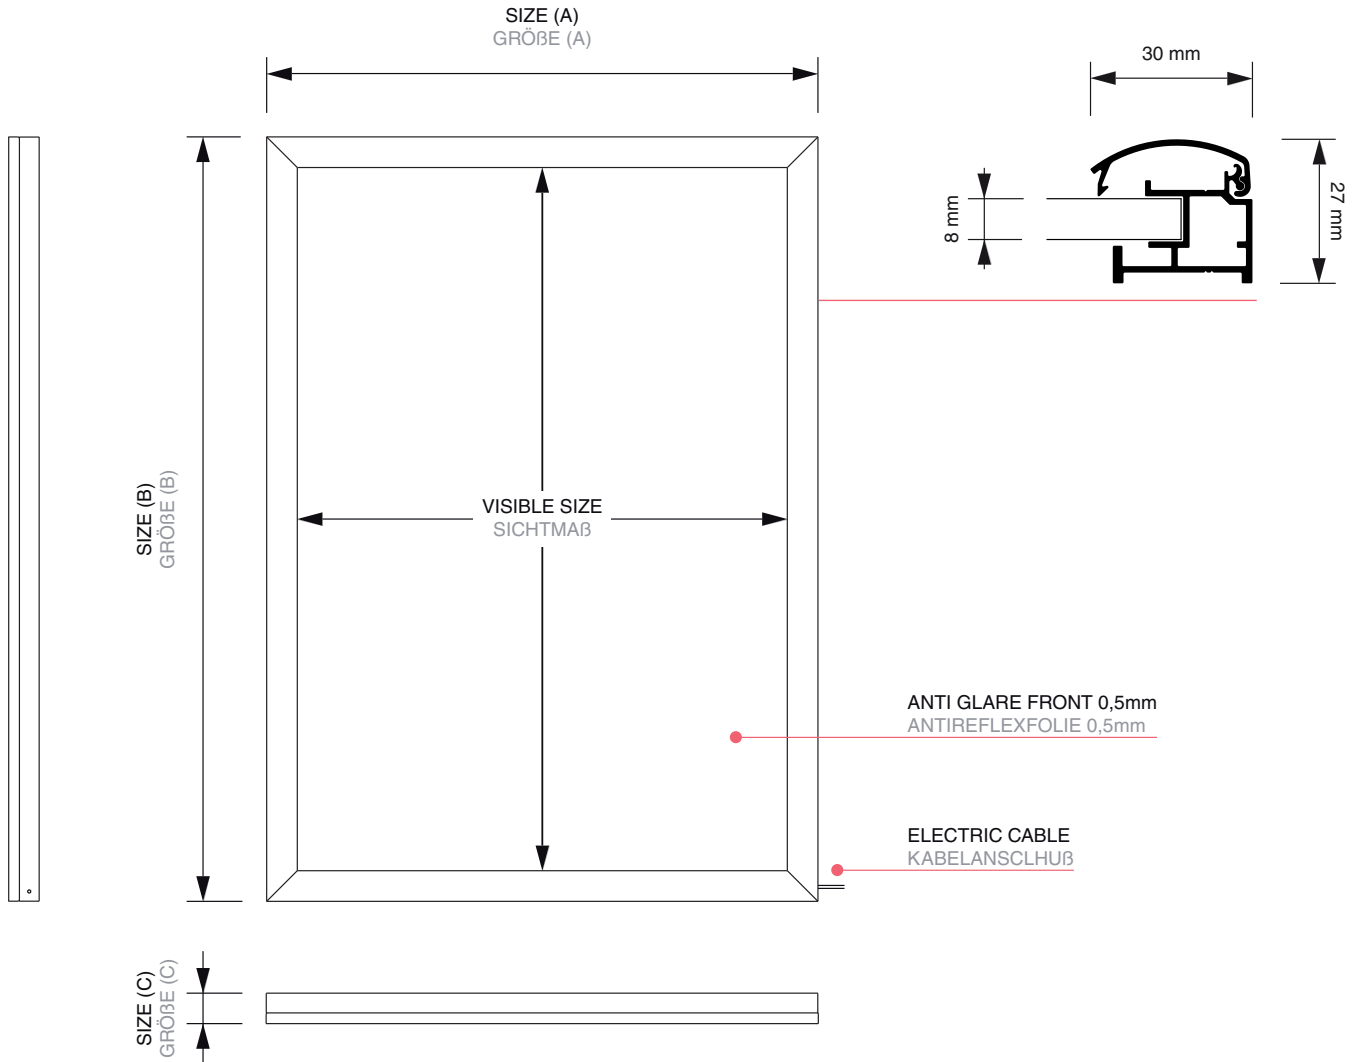 SIZE (A)
GRÖßE (A)
30 mm
27 mm
8 mm
SIZE (B)
GRÖßE (B)
VISIBLE SIZE
SICHTMAß
ANTI GLARE FRONT 0,5mm
ANTIREFLEXFOLIE 0,5mm
ELECTRIC CABLE
KABELANSCLHUß
SIZE (C)
GRÖßE (C)